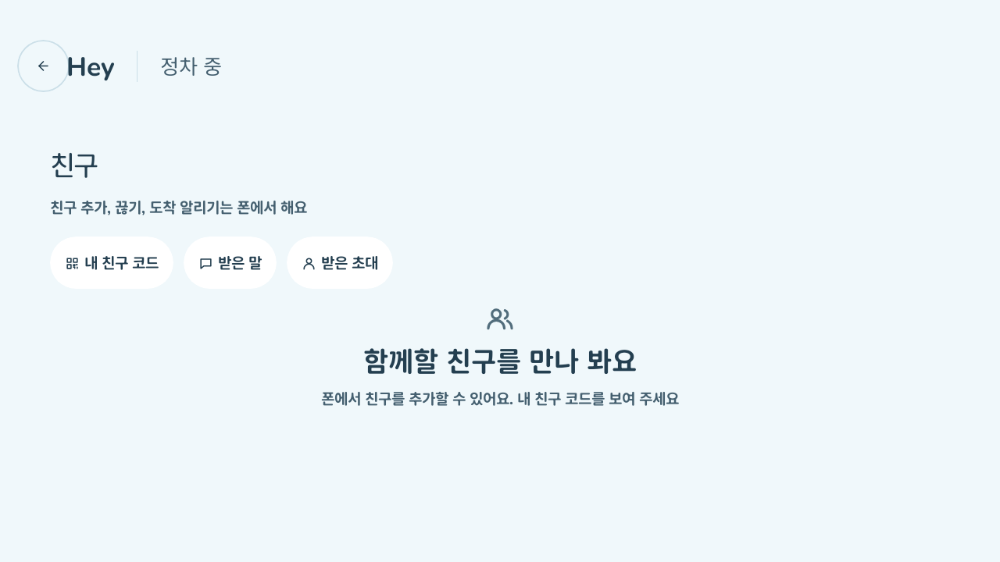 Hey
정차 중
친구
친구 추가, 끊기, 도착 알리기는 폰에서 해요
내 친구 코드
받은 말
받은 초대
함께할 친구를 만나 봐요
폰에서 친구를 추가할 수 있어요. 내 친구 코드를 보여 주세요